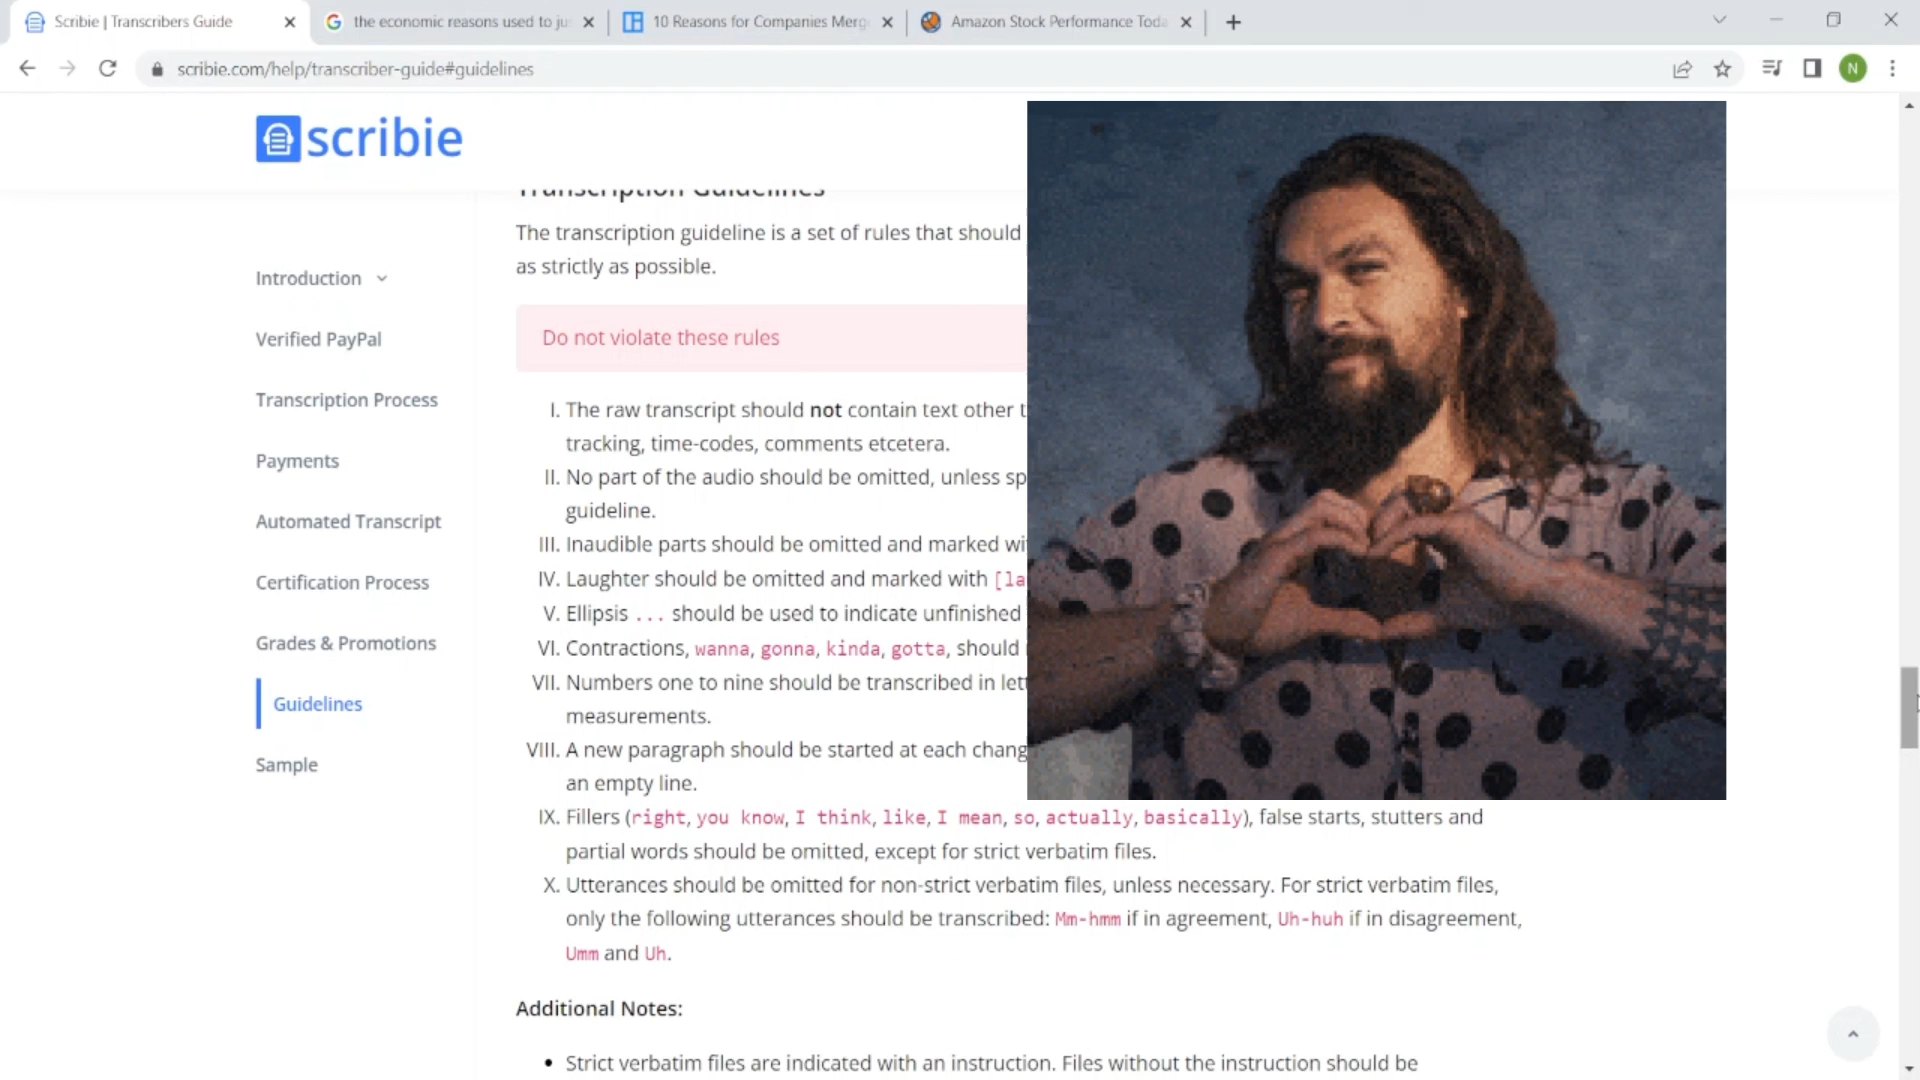 Scribie | Transcribers Guide
the economic reasons used to ju
10 Reasons for Companies Merg
Amazon Stock Performance Toda
scribie.com/help/transcriber-guide#guidelines
N
scribie
Transcription Guidelines
The transcription guideline is a set of rules that should
as strictly as possible.
Introduction
Verified PayPal
Transcription Process
Payments
Automated Transcript
Certification Process
Grades & Promotions
Guidelines
Sample
Do not violate these rules
I. The raw transcript should not contain text other t
tracking, time-codes, comments etcetera.
II. No part of the audio should be omitted, unless sp
guideline.
III. Inaudible parts should be omitted and marked wi
IV. Laughter should be omitted and marked with [la
V. Ellipsis ... should be used to indicate unfinished
VI. Contractions, wanna, gonna, kinda, gotta, should
VII. Numbers one to nine should be transcribed in lett
measurements.
VIII. A new paragraph should be started at each chang
an empty line.
IX. Fillers (right, you know, I think, like, I mean, so, actually, basically), false starts, stutters and
partial words should be omitted, except for strict verbatim files.
X. Utterances should be omitted for non-strict verbatim files, unless necessary. For strict verbatim files,
only the following utterances should be transcribed: Mm-hmm if in agreement, Uh-huh if in disagreement,
Umm and Uh.
Additional Notes:
• Strict verbatim files are indicated with an instruction. Files without the instruction should be